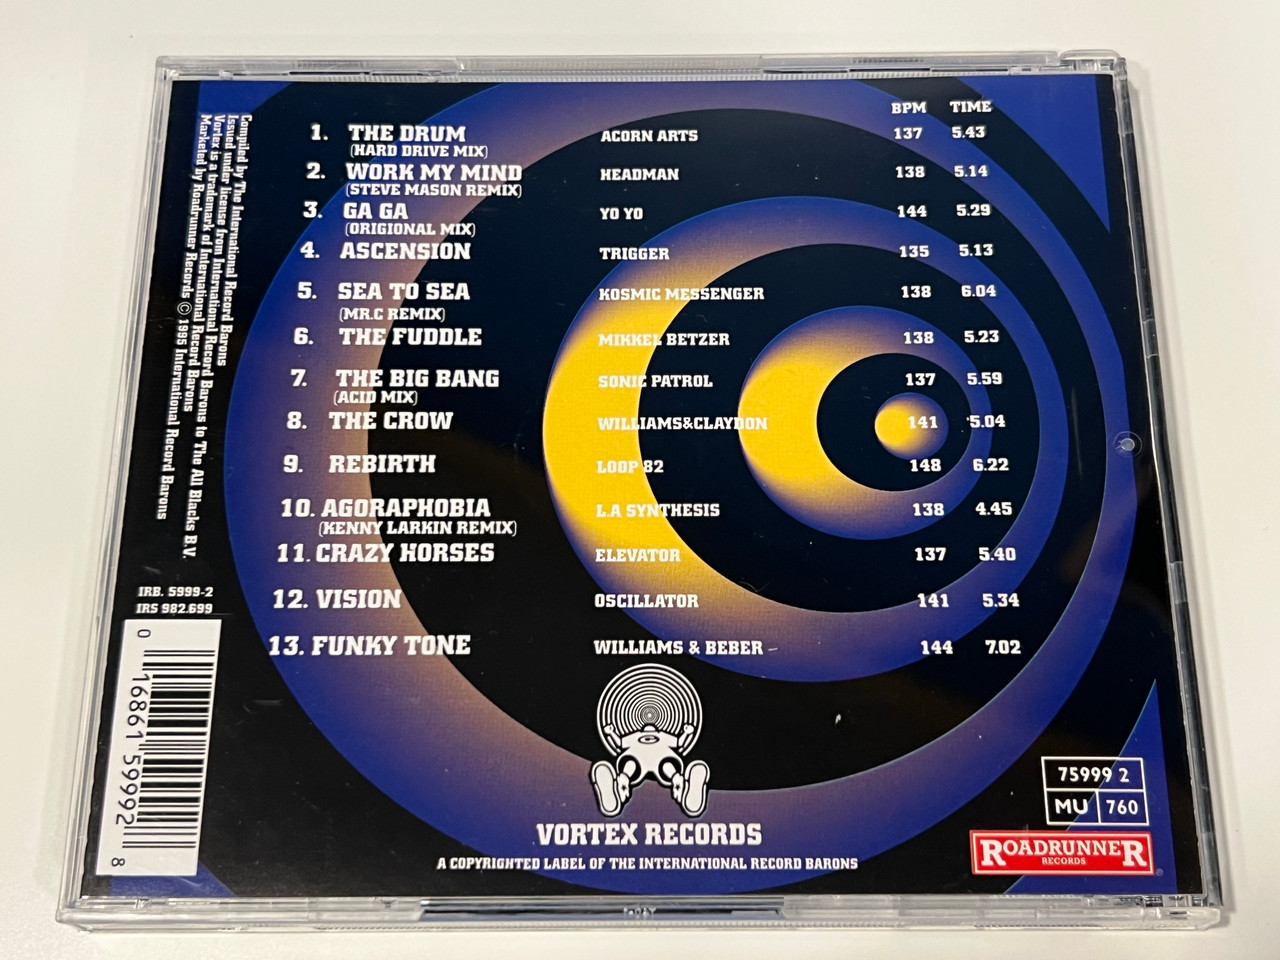 BPM TIME
1. THE DRUM ACORN ARTS 137 5.43
(HARD DRIVE MIX)
2. WORK MY MIND HEADMAN 138 5.14
(STEVE MASON REMIX)
3. GA GA YO YO 144 5.29
(ORIGIONAL MIX)
4. ASCENSION TRIGGER 135 5.13
5. SEA TO SEA KOSMIC MESSENGER 138 6.04
(MR.C REMIX)
6. THE FUDDLE MIKKEL BETZER 138 5.23
7. THE BIG BANG SONIC PATROL 137 5.59
(ACID MIX)
8. THE CROW WILLIAMS&CLAYDON 141 5.04
9. REBIRTH LOOP 82 148 6.22
10. AGORAPHOBIA L.A SYNTHESIS 138 4.45
(KENNY LARKIN REMIX)
11. CRAZY HORSES ELEVATOR 137 5.40
12. VISION OSCILLATOR 141 5.34
13. FUNKY TONE WILLIAMS & BEBER 144 7.02
Compiled by The International Record Barons
Issued under license from International Record Barons to The All Blacks B.V.
Vortex is a trademark of International Record Barons
Marketed by Roadrunner Records © 1995 International Record Barons
IRB. 5999-2
IRS 982.699
0 16861 59992 8
VORTEX RECORDS
A COPYRIGHTED LABEL OF THE INTERNATIONAL RECORD BARONS
75999 2
MU 760
ROADRUNNER
RECORDS